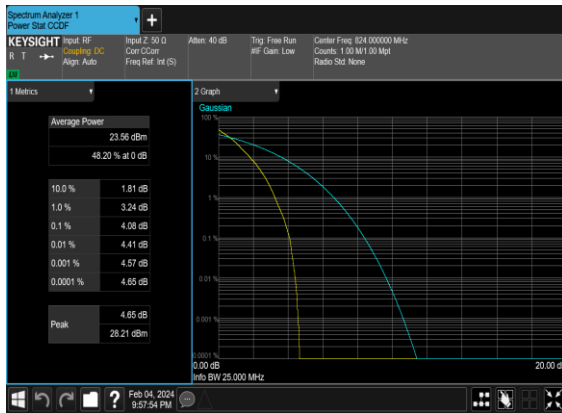 Spectrum Analyzer 1
Power Stat CCDF
KEYSIGHT
R T
LXI
Input: RF
Coupling: DC
Align: Auto
Input Z: 50 Ω
Corr CCorr
Freq Ref: Int (S)
Atten: 40 dB
Trig: Free Run
#IF Gain: Low
Center Freq: 824.000000 MHz
Counts: 1.00 M/1.00 Mpt
Radio Std: None
1 Metrics
Average Power
23.56 dBm
48.20 % at 0 dB
10.0 % 1.81 dB
1.0 % 3.24 dB
0.1 % 4.08 dB
0.01 % 4.41 dB
0.001 % 4.57 dB
0.0001 % 4.65 dB
Peak
4.65 dB
28.21 dBm
2 Graph
Gaussian
100 %
10 %
1 %
0.1 %
0.01 %
0.001 %
0.0001 %
0.00 dB
20.00 dB
Info BW 25.000 MHz
?
Feb 04, 2024
9:57:54 PM